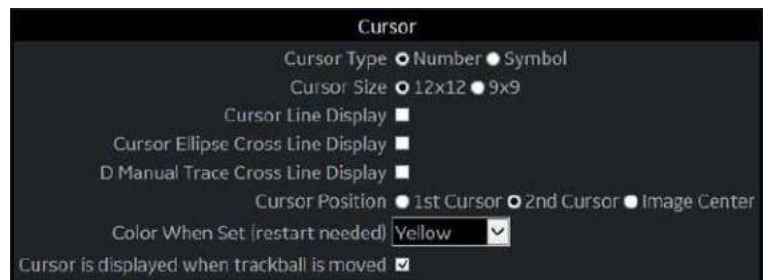 Cursor
Cursor Type Number Symbol
Cursor Size 12x12 9x9
Cursor Line Display
Cursor Ellipse Cross Line Display
D Manual Trace Cross Line Display
Cursor Position 1st Cursor 2nd Cursor Image Center
Color When Set (restart needed) Yellow
Cursor is displayed when trackball is moved